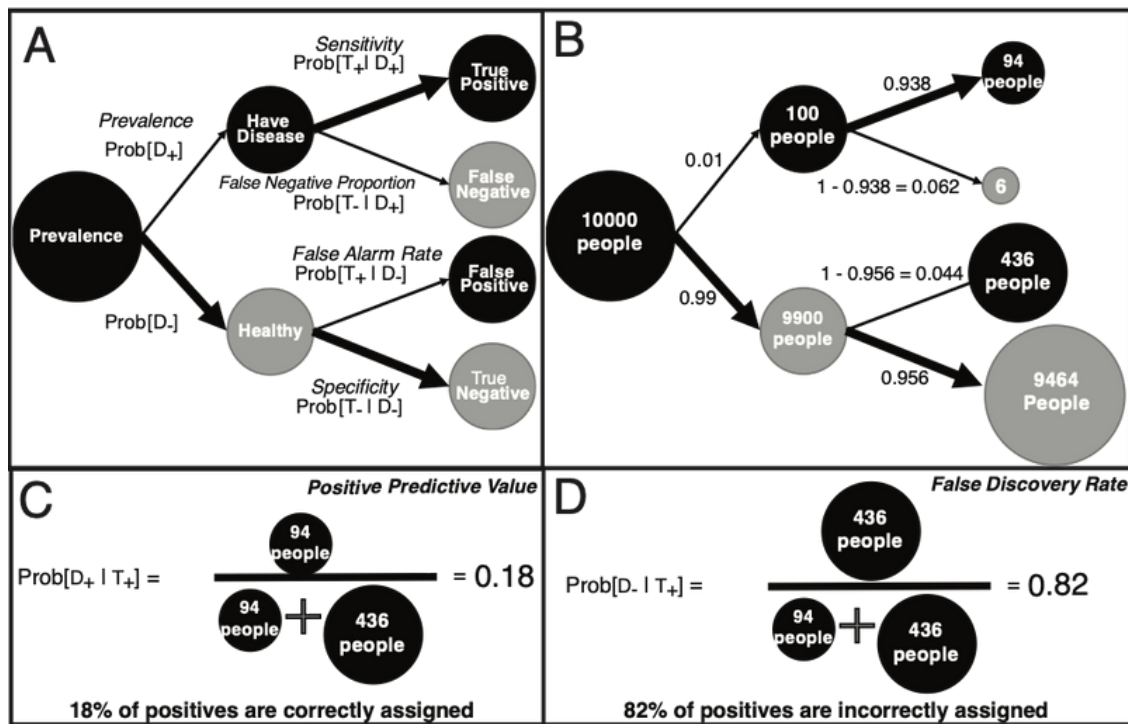 A
Sensitivity
Prob[T+| D+]
True
Positive
Prevalence
Prob[D+]
Have
Disease
False Negative Proportion
Prob[T-| D+]
False
Negative
Prevalence
False Alarm Rate
Prob[T+ | D-]
False
Positive
Prob[D-]
Healthy
Specificity
Prob[T- | D-]
True
Negative
B
0.938
94
people
100
people
0.01
1 - 0.938 = 0.062
6
10000
people
1 - 0.956 = 0.044
436
people
0.99
9900
people
0.956
9464
People
C
Positive Predictive Value
94
people
Prob[D+ | T+] =
= 0.18
94
people
+
436
people
18% of positives are correctly assigned
D
False Discovery Rate
436
people
Prob[D- | T+] =
= 0.82
94
people
+
436
people
82% of positives are incorrectly assigned